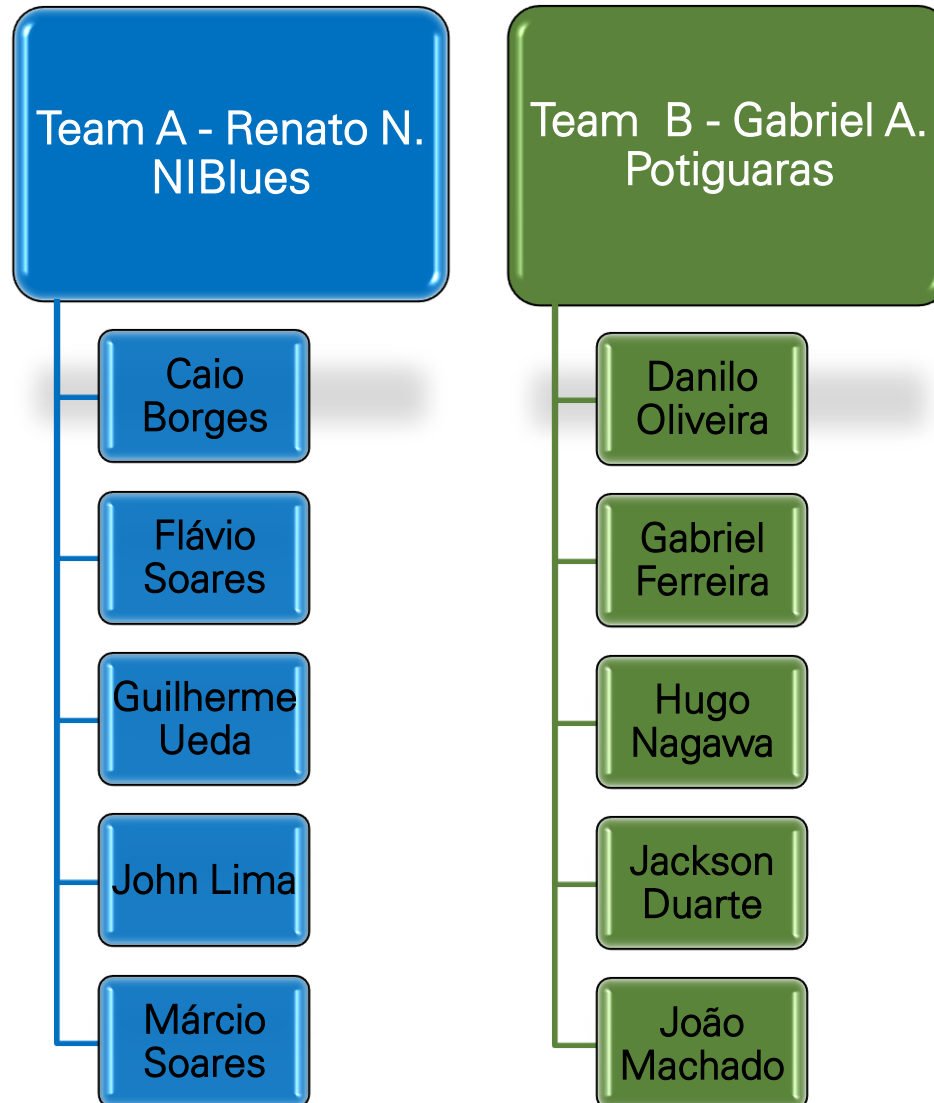 Team A - Renato N.
NIBlues
Caio
Borges
Flávio
Soares
Guilherme
Ueda
John Lima
Márcio
Soares
Team  B - Gabriel A.
Potiguaras
Danilo
Oliveira
Gabriel
Ferreira
Hugo
Nagawa
Jackson
Duarte
João
Machado